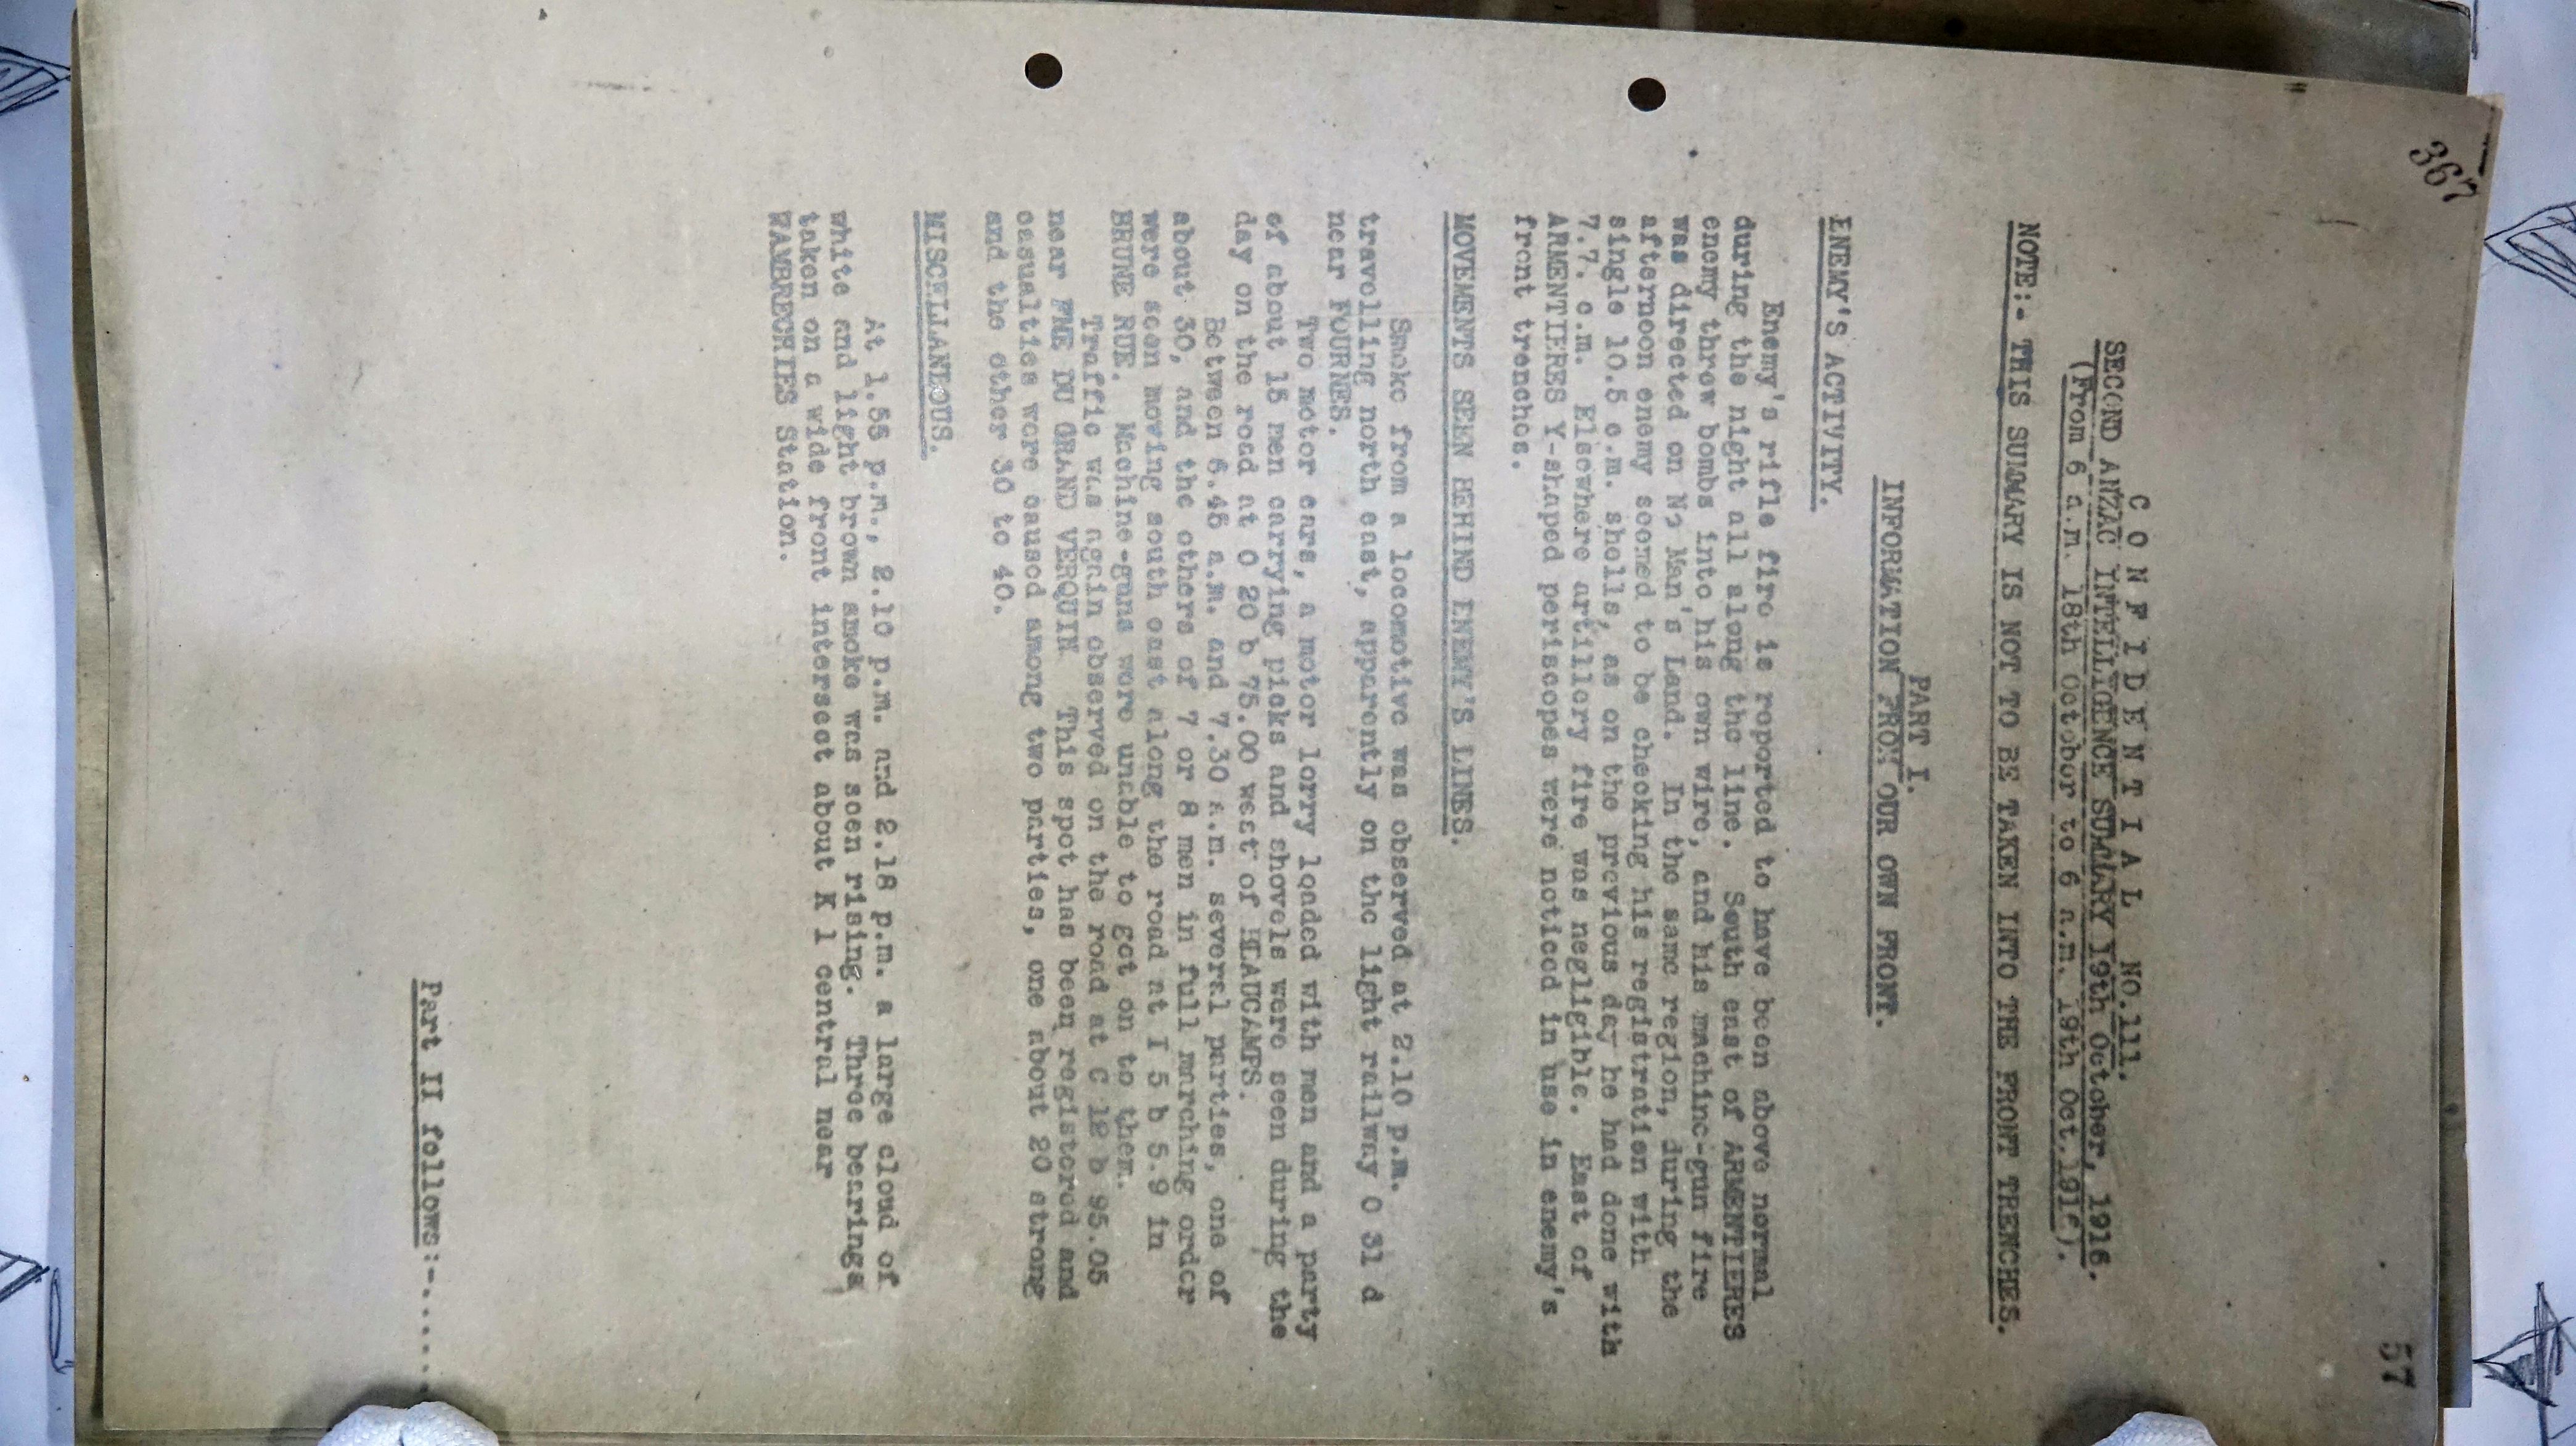 367
57
C O N F I D E N T I A L   NO.111.
SECOND ANZAC INTELLIGENCE SUMMARY 19th October, 1916.
(From 6 a.m. 18th October to 6 a.m. 19th Oct.1916).
NOTE:- THIS SUMMARY IS NOT TO BE TAKEN INTO THE FRONT TRENCHES.
PART I.
INFORMATION FROM OUR OWN FRONT.
ENEMY'S ACTIVITY.
Enemy's rifle fire is reported to have been above normal
during the night all along the line. South east of ARMENTIERES
enemy threw bombs into his own wire, and his machine-gun fire
was directed on No Man's Land. In the same region, during the
afternoon enemy seemed to be checking his registration with
single 10.5 c.m. shells, as on the previous day he had done with
7.7. c.m. Elsewhere artillery fire was negligible. East of
ARMENTIERES Y-shaped periscopes were noticed in use in enemy's
front trenches.
MOVEMENTS SEEN BEHIND ENEMY'S LINES.
Smoke from a locomotive was observed at 2.10 p.m.
travelling north east, apparently on the light railway O 31 d
near FOURNES.
Two motor cars, a motor lorry loaded with men and a party
of about 15 men carrying picks and shovels were seen during the
day on the road at O 20 b 75.00 west of BEAUCAMPS.
Between 6.45 a.m. and 7.30 a.m. several parties, one of
about 30, and the others of 7 or 8 men in full marching order
were seen moving south east along the road at I 5 b 5.9 in
BRUNE RUE. Machine-guns were unable to get on to them.
Traffic was again observed on the road at C 12 b 95.05
near FME DU GRAND VERQUIN This spot has been registered and
casualties were caused among two parties, one about 20 strong
and the other 30 to 40.
MISCELLANEOUS.
At 1.55 p.m., 2.10 p.m. and 2.18 p.m. a large cloud of
white and light brown smoke was seen rising. Three bearings
taken on a wide front intersect about K 1 central near
WAMBRECHIES Station.
Part II follows:-.....